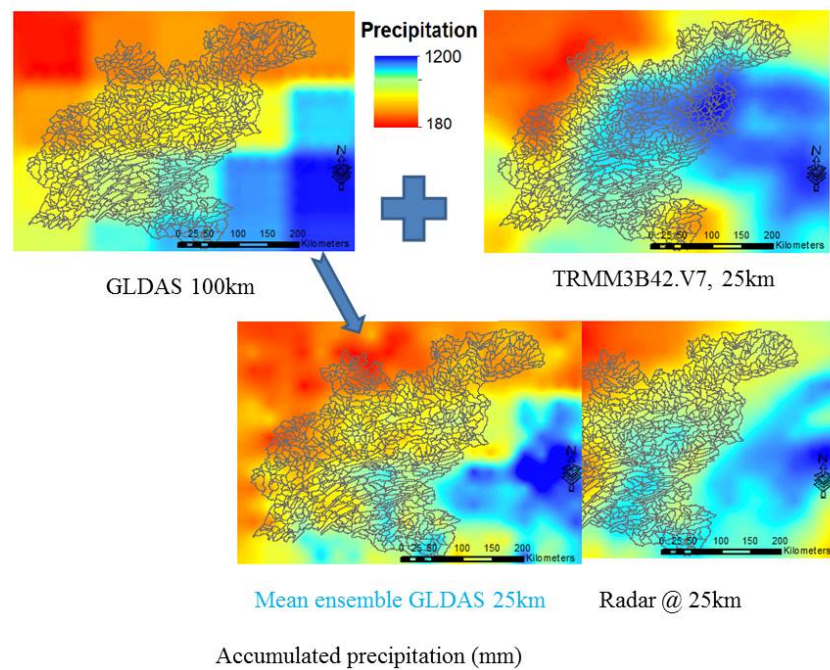 Precipitation
1200
180
N
0 25 50 100 150 200
Kilometers
N
0 25 50 100 150 200
Kilometers
GLDAS 100km
TRMM3B42.V7, 25km
N
0 25 50 100 150 200
Kilometers
N
0 25 50 100 150 200
Kilometers
Mean ensemble GLDAS 25km
Radar @ 25km
Accumulated precipitation (mm)